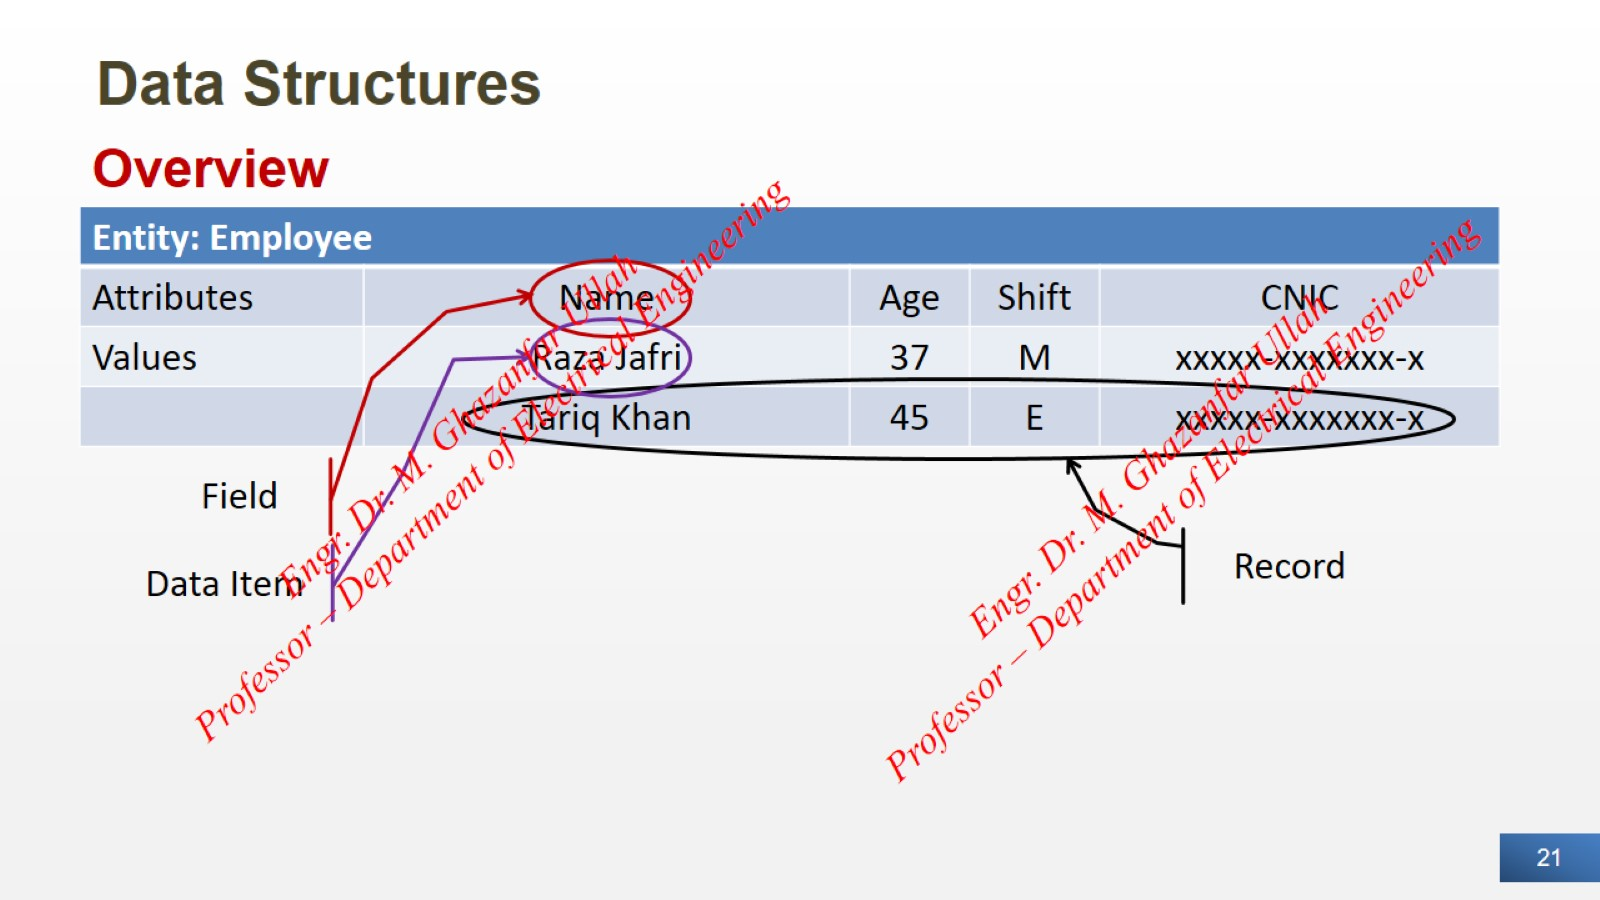 Data Structures
Overview
Entity: Employee
Attributes Name Age Shift CNIC
Values Raza Jafri 37 M xxxxx-xxxxxxx-x
Tariq Khan 45 E xxxxx-xxxxxxx-x
Field
Data Item
Record
Engr. Dr. M. Ghazanfar Ullah
Professor – Department of Electrical Engineering
Engr. Dr. M. Ghazanfar Ullah
Professor – Department of Electrical Engineering
21